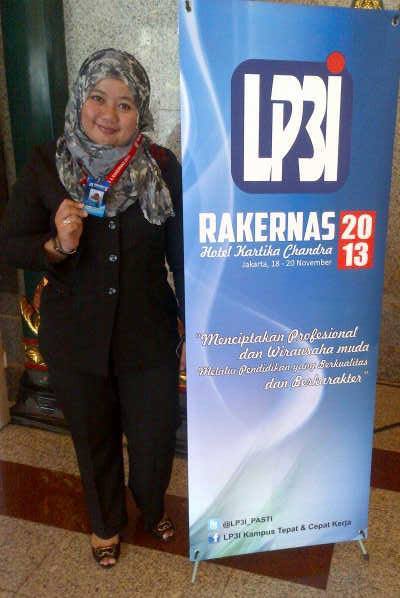 LP3I
RAKERNAS 20
Hotel Kartika Chandra 13
Jakarta, 18 - 20 November
"Menciptakan Profesional
dan Wirausaha muda
Melalui Pendidikan yang Berkualitas
dan Berkarakter"
@LP3I_PASTI
LP3I Kampus Tepat & Cepat Kerja